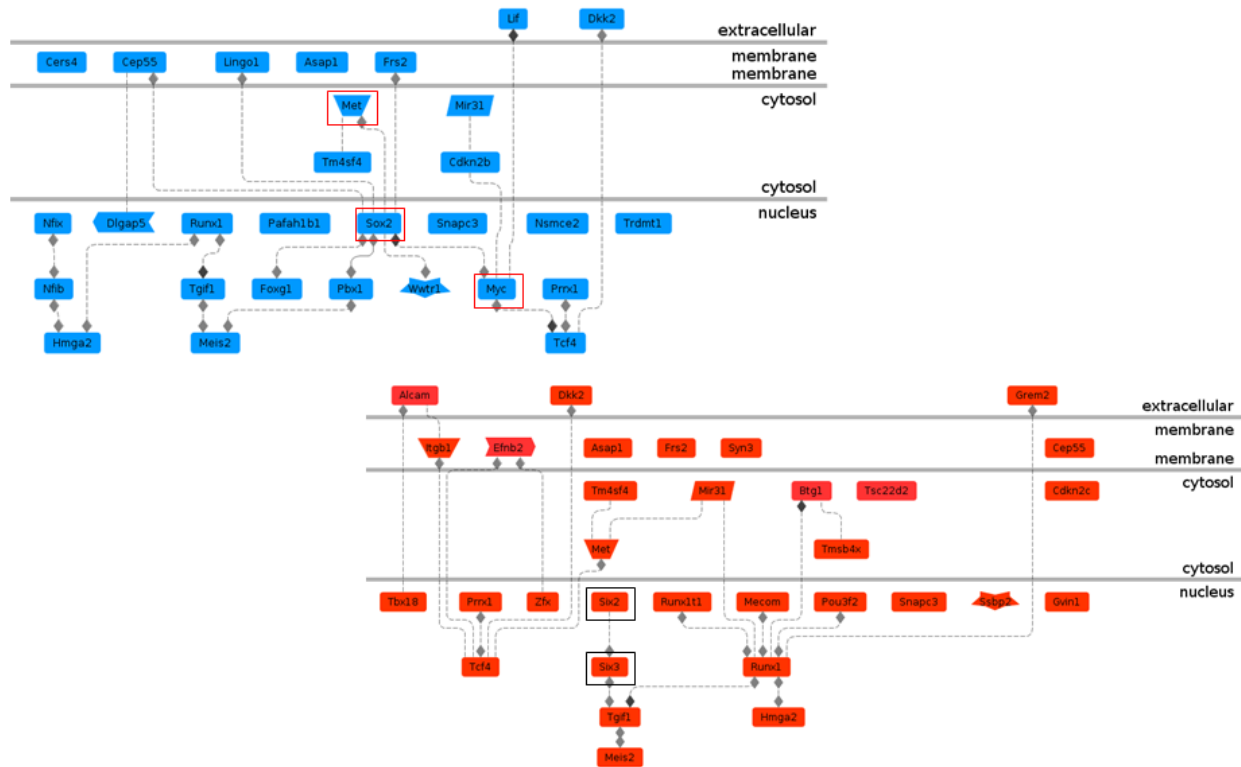 Lif Dkk2
extracellular
membrane
Cers4 Cep55 Lingo1 Asap1 Frs2
membrane
cytosol
Met Mir31
Tm4sf4 Cdkn2b
cytosol
nucleus
Nfix Dlgap5 Runx1 Pafah1b1 Sox2 Snapc3 Nsmce2 Trdmt1
Nfib Tgif1 Foxg1 Pbx1 Wwtr1 Myc Prrx1
Hmga2 Meis2 Tcf4
Alcam Dkk2 Grem2
extracellular
membrane
Itgb1 Efnb2 Asap1 Frs2 Syn3 Cep55
membrane
cytosol
Tm4sf4 Mir31 Btg1 Tsc22d2 Cdkn2c
Met Tmsb4x
cytosol
nucleus
Tbx18 Prrx1 Zfx Six2 Runx1t1 Mecom Pou3f2 Snapc3 Ssbp2 Gvin1
Tcf4 Six3 Runx1
Tgif1 Hmga2
Meis2